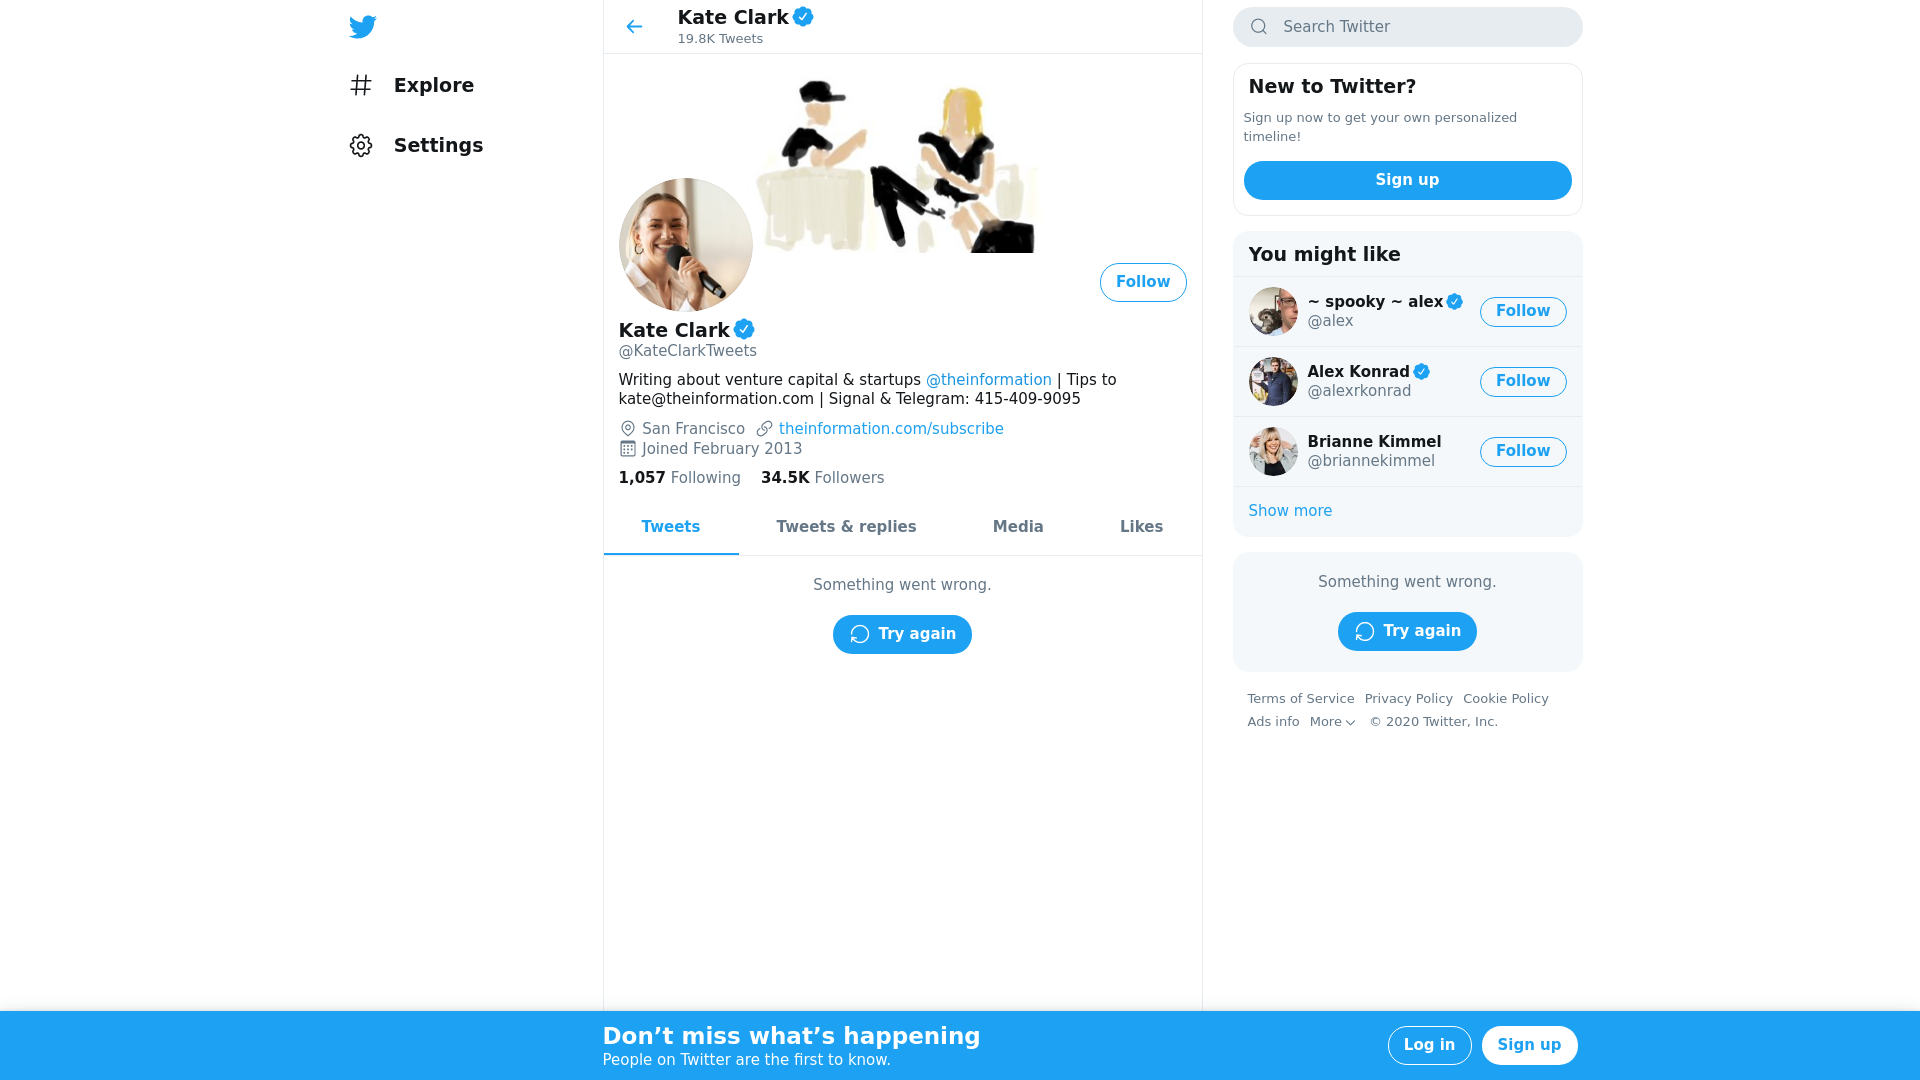 Explore
Settings
Kate Clark
19.8K Tweets
Follow
Kate Clark
@KateClarkTweets
Writing about venture capital & startups @theinformation | Tips to
kate@theinformation.com | Signal & Telegram: 415-409-9095
San Francisco theinformation.com/subscribe
Joined February 2013
1,057 Following 34.5K Followers
Tweets Tweets & replies Media Likes
Something went wrong.
Try again
Search Twitter
New to Twitter?
Sign up now to get your own personalized
timeline!
Sign up
You might like
~ spooky ~ alex
@alex
Follow
Alex Konrad
@alexrkonrad
Follow
Brianne Kimmel
@briannekimmel
Follow
Show more
Something went wrong.
Try again
Terms of Service Privacy Policy Cookie Policy
Ads info More © 2020 Twitter, Inc.
Don’t miss what’s happening
People on Twitter are the first to know.
Log in Sign up